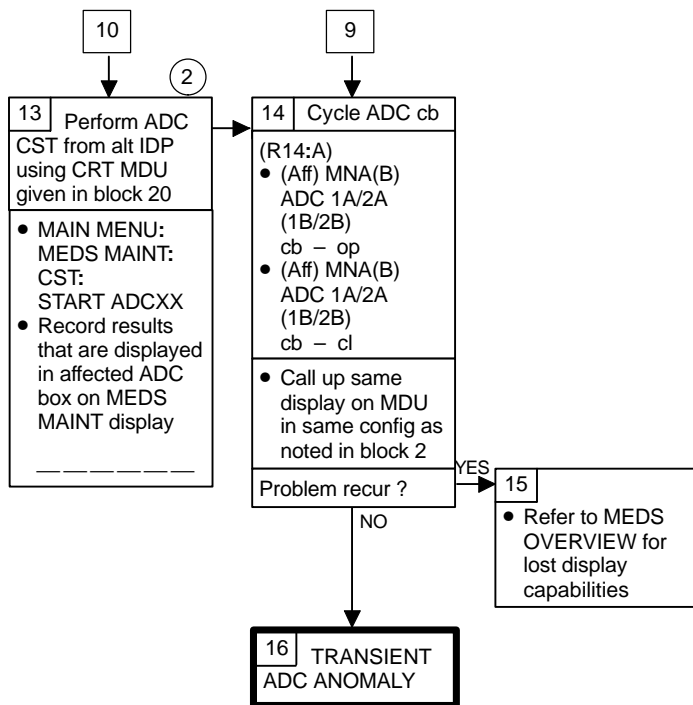 10
9
2
13 Perform ADC
CST from alt IDP
using CRT MDU
given in block 20
• MAIN MENU:
MEDS MAINT:
CST:
START ADCXX
• Record results
that are displayed
in affected ADC
box on MEDS
MAINT display
______
14 Cycle ADC cb
(R14:A)
• (Aff) MNA(B)
ADC 1A/2A
(1B/2B)
cb – op
• (Aff) MNA(B)
ADC 1A/2A
(1B/2B)
cb – cl
• Call up same
display on MDU
in same config as
noted in block 2
Problem recur ?
YES
NO
15
• Refer to MEDS
OVERVIEW for
lost display
capabilities
16 TRANSIENT
ADC ANOMALY